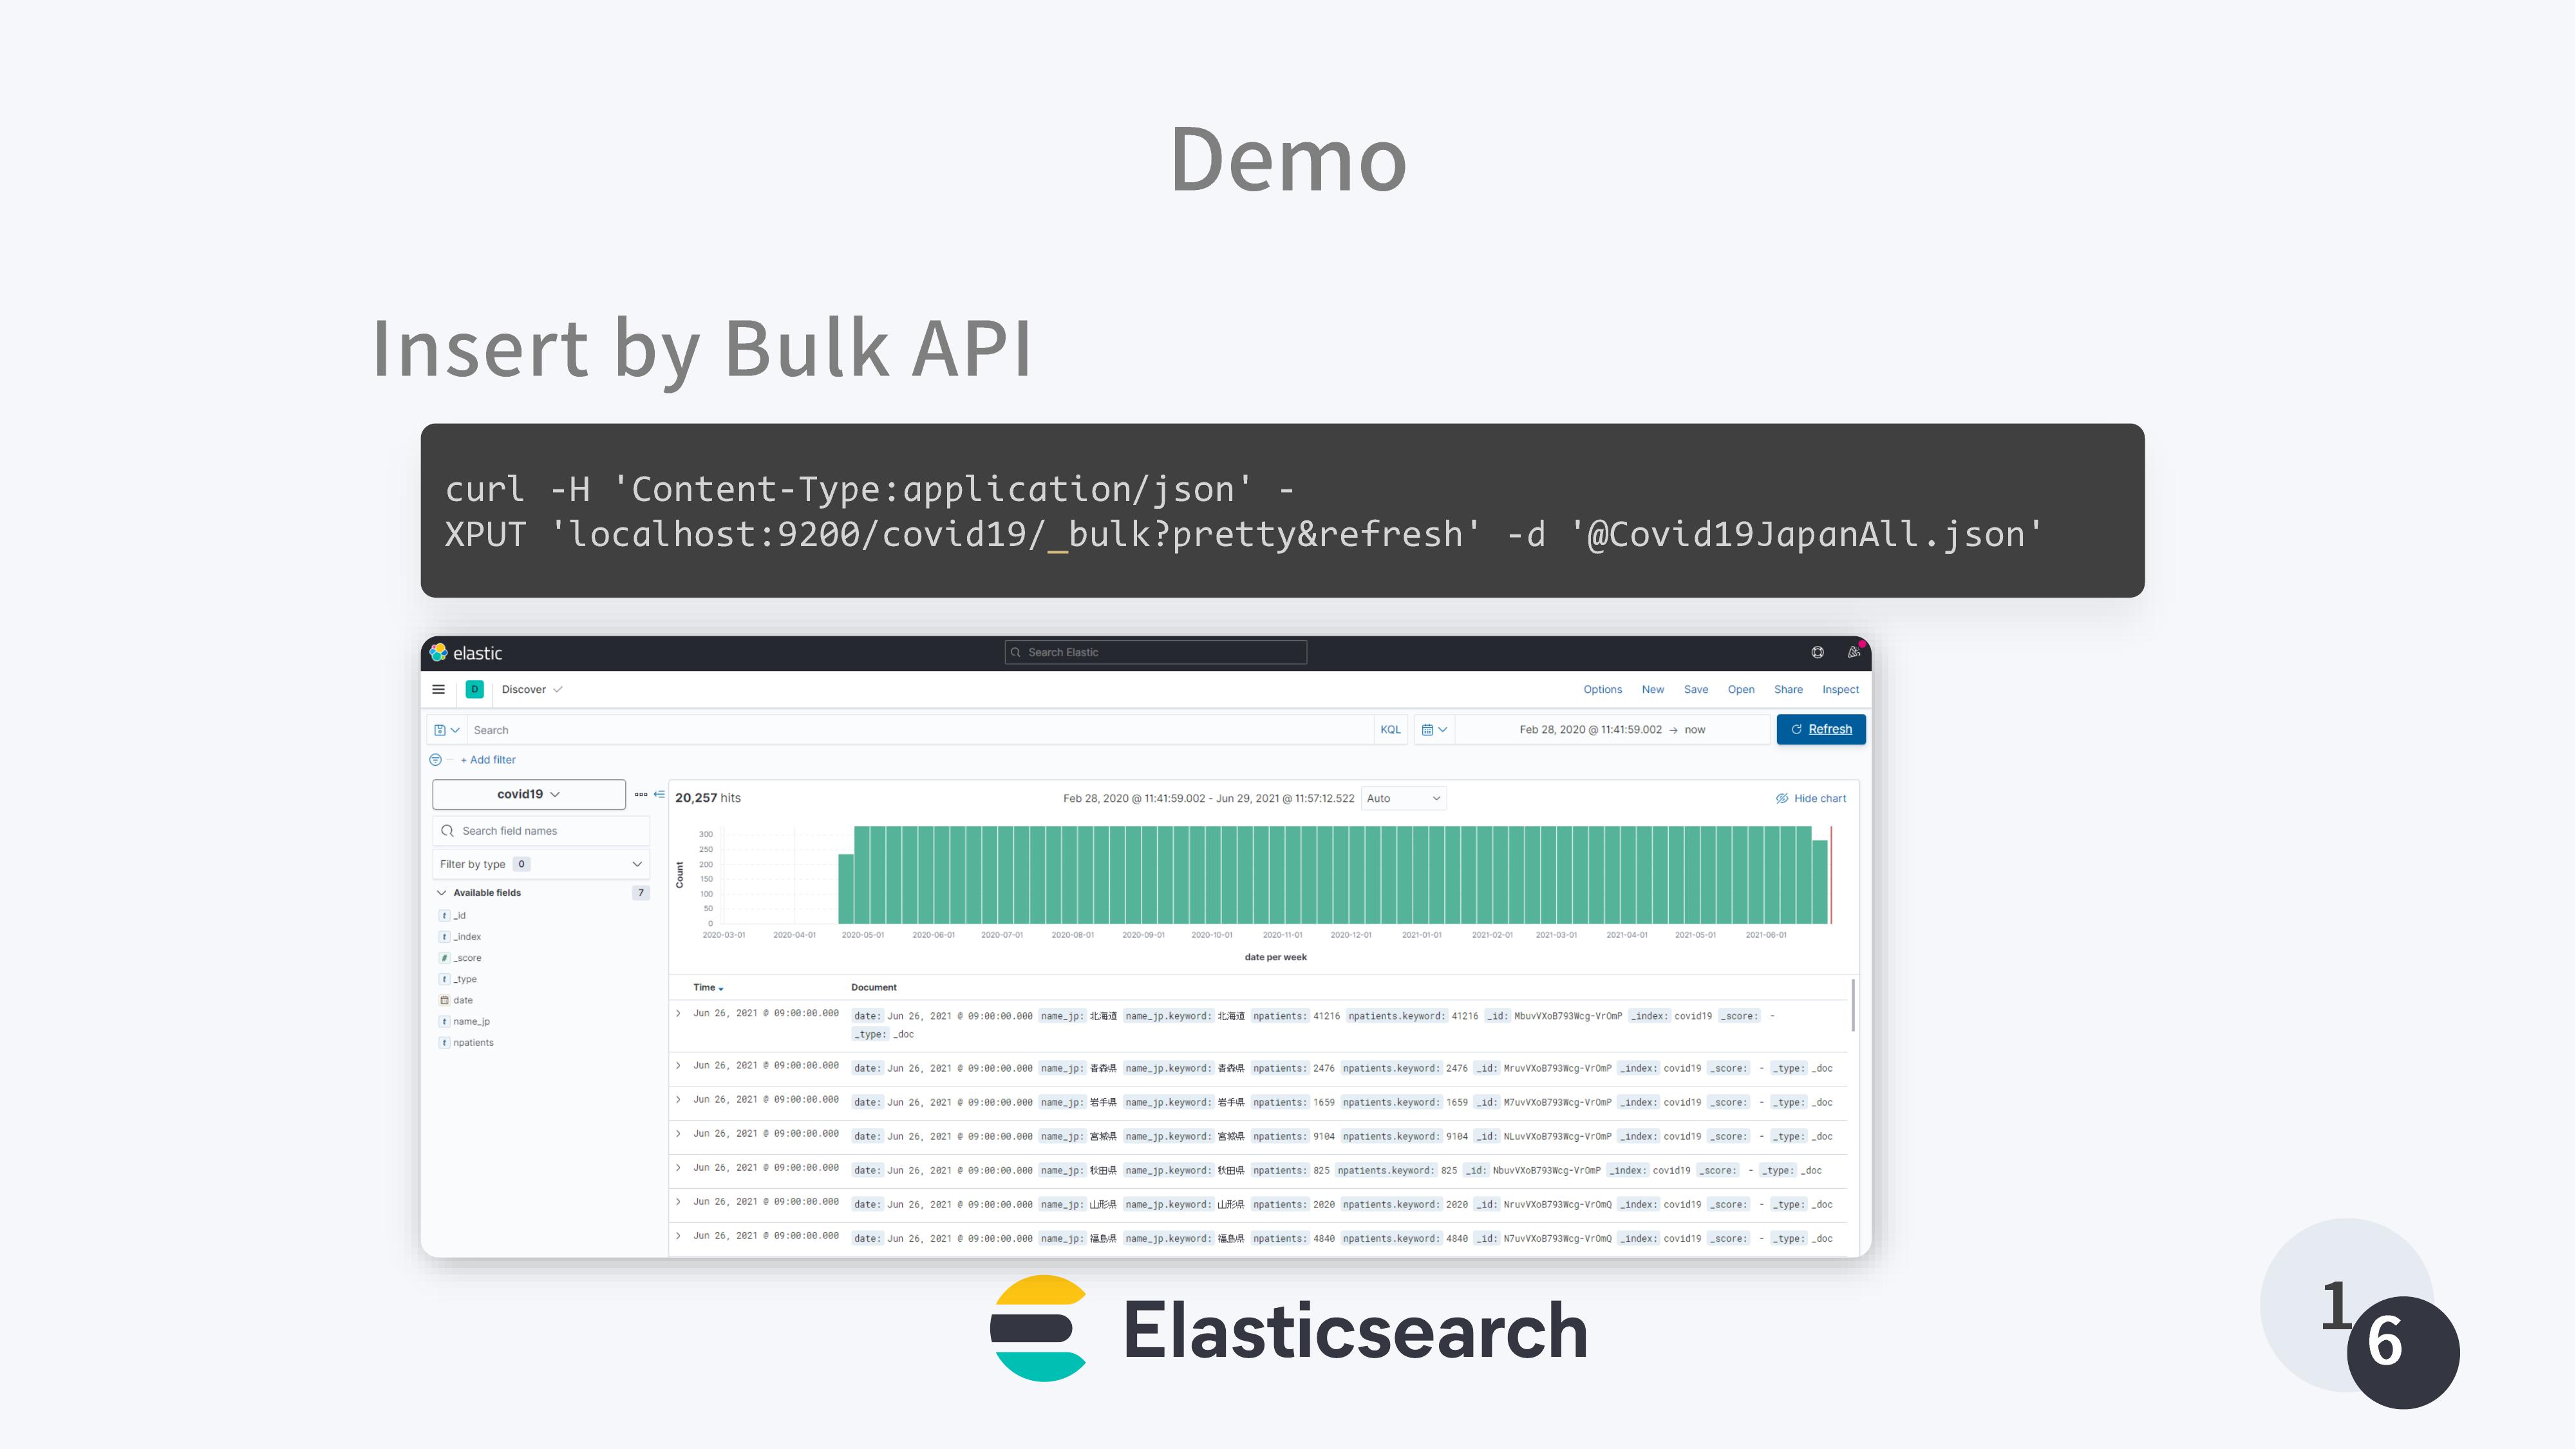 Demo
Insert by Bulk API
curl -H 'Content-Type:application/json' -
XPUT 'localhost:9200/covid19/_bulk?pretty&refresh' -d '@Covid19JapanAll.json'
elastic
Search Elastic
D Discover
Options New Save Open Share Inspect
Search KQL Feb 28, 2020 @ 11:41:59.002 → now Refresh
+ Add filter
covid19
20,257 hits
Feb 28, 2020 @ 11:41:59.002 - Jun 29, 2021 @ 11:57:12.522 Auto
Hide chart
Search field names
Filter by type 0
Available fields 7
t _id
t _index
# _score
t _type
date
t name_jp
t npatients
Count
300
250
200
150
100
50
0
2020-03-01 2020-04-01 2020-05-01 2020-06-01 2020-07-01 2020-08-01 2020-09-01 2020-10-01 2020-11-01 2020-12-01 2021-01-01 2021-02-01 2021-03-01 2021-04-01 2021-05-01 2021-06-01
date per week
Time Document
Jun 26, 2021 @ 09:00:00.000 date: Jun 26, 2021 @ 09:00:00.000 name_jp: 北海道 name_jp.keyword: 北海道 npatients: 41216 npatients.keyword: 41216 _id: MbuvVXoB793Wcg-VrOmP _index: covid19 _score: -
_type: _doc
Jun 26, 2021 @ 09:00:00.000 date: Jun 26, 2021 @ 09:00:00.000 name_jp: 青森県 name_jp.keyword: 青森県 npatients: 2476 npatients.keyword: 2476 _id: MruvVXoB793Wcg-VrOmP _index: covid19 _score: - _type: _doc
Jun 26, 2021 @ 09:00:00.000 date: Jun 26, 2021 @ 09:00:00.000 name_jp: 岩手県 name_jp.keyword: 岩手県 npatients: 1659 npatients.keyword: 1659 _id: M7uvVXoB793Wcg-VrOmP _index: covid19 _score: - _type: _doc
Jun 26, 2021 @ 09:00:00.000 date: Jun 26, 2021 @ 09:00:00.000 name_jp: 宮城県 name_jp.keyword: 宮城県 npatients: 9104 npatients.keyword: 9104 _id: NLuvVXoB793Wcg-VrOmP _index: covid19 _score: - _type: _doc
Jun 26, 2021 @ 09:00:00.000 date: Jun 26, 2021 @ 09:00:00.000 name_jp: 秋田県 name_jp.keyword: 秋田県 npatients: 825 npatients.keyword: 825 _id: NbuvVXoB793Wcg-VrOmP _index: covid19 _score: - _type: _doc
Jun 26, 2021 @ 09:00:00.000 date: Jun 26, 2021 @ 09:00:00.000 name_jp: 山形県 name_jp.keyword: 山形県 npatients: 2020 npatients.keyword: 2020 _id: NruvVXoB793Wcg-VrOmQ _index: covid19 _score: - _type: _doc
Jun 26, 2021 @ 09:00:00.000 date: Jun 26, 2021 @ 09:00:00.000 name_jp: 福島県 name_jp.keyword: 福島県 npatients: 4840 npatients.keyword: 4840 _id: N7uvVXoB793Wcg-VrOmQ _index: covid19 _score: - _type: _doc
Elasticsearch
1
6